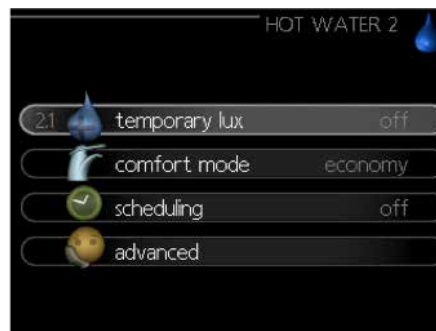 HOT WATER 2
2.1 temporary lux off
comfort mode economy
scheduling off
advanced